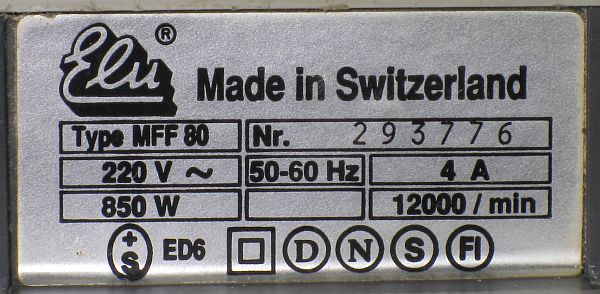 Elu ®
Made in Switzerland
Type MFF 80 Nr. 293776
220 V ~ 50-60 Hz 4 A
850 W 12000 / min
+S ED6 D N S FI